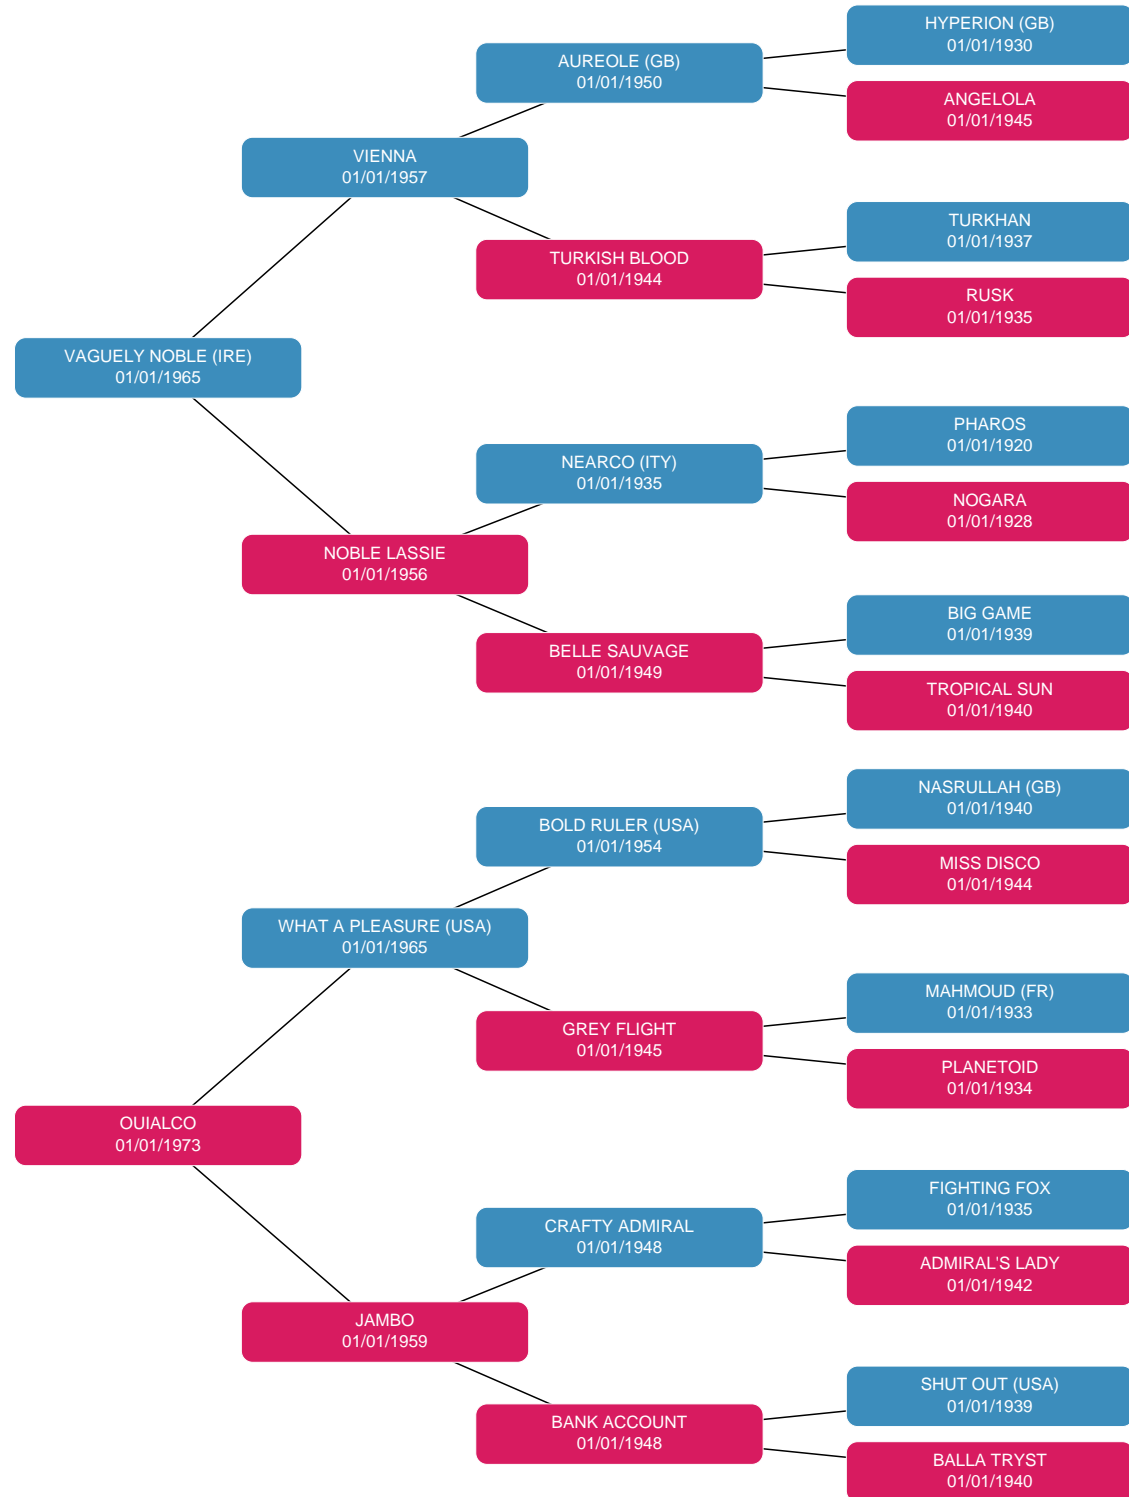 HYPERION (GB)
01/01/1930
AUREOLE (GB)
01/01/1950
ANGELOLA
01/01/1945
VIENNA
01/01/1957
TURKHAN
01/01/1937
TURKISH BLOOD
01/01/1944
RUSK
01/01/1935
VAGUELY NOBLE (IRE)
01/01/1965
PHAROS
01/01/1920
NEARCO (ITY)
01/01/1935
NOGARA
01/01/1928
NOBLE LASSIE
01/01/1956
BIG GAME
01/01/1939
BELLE SAUVAGE
01/01/1949
TROPICAL SUN
01/01/1940
NASRULLAH (GB)
01/01/1940
BOLD RULER (USA)
01/01/1954
MISS DISCO
01/01/1944
WHAT A PLEASURE (USA)
01/01/1965
MAHMOUD (FR)
01/01/1933
GREY FLIGHT
01/01/1945
PLANETOID
01/01/1934
OUIALCO
01/01/1973
FIGHTING FOX
01/01/1935
CRAFTY ADMIRAL
01/01/1948
ADMIRAL'S LADY
01/01/1942
JAMBO
01/01/1959
SHUT OUT (USA)
01/01/1939
BANK ACCOUNT
01/01/1948
BALLA TRYST
01/01/1940